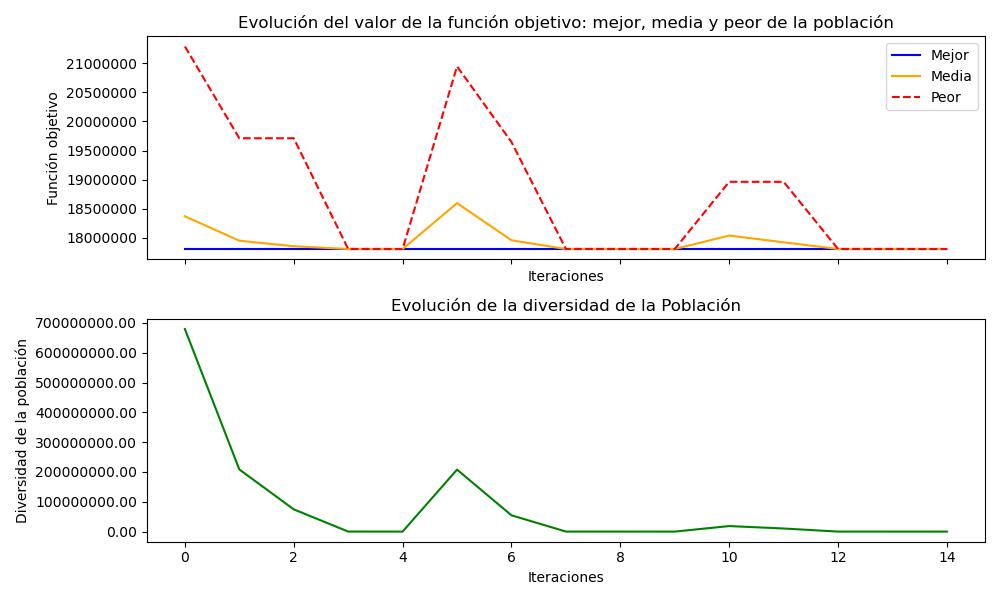 Evolución del valor de la función objetivo: mejor, media y peor de la población
Función objetivo
21000000
20500000
20000000
19500000
19000000
18500000
18000000
Mejor
Media
Peor
Iteraciones
Evolución de la diversidad de la Población
Diversidad de la población
700000000.00
600000000.00
500000000.00
400000000.00
300000000.00
200000000.00
100000000.00
0.00
0 2 4 6 8 10 12 14
Iteraciones